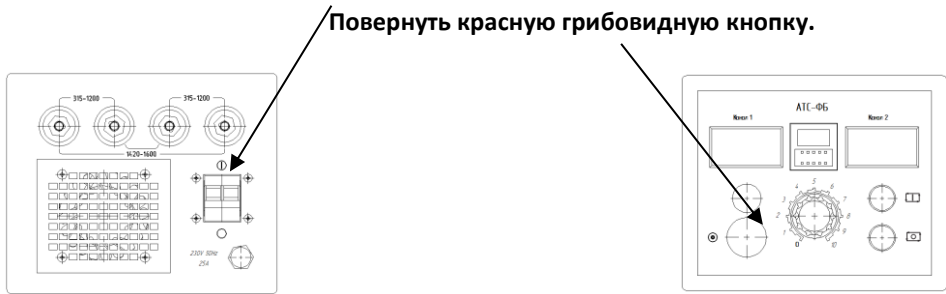 Повернуть красную грибовидную кнопку.
315-1200
315-1200
1420-1600
230V 50Hz
25A
АТС-ФБ
Канал 1
Канал 2
0
1
2
3
4
5
6
7
8
9
10